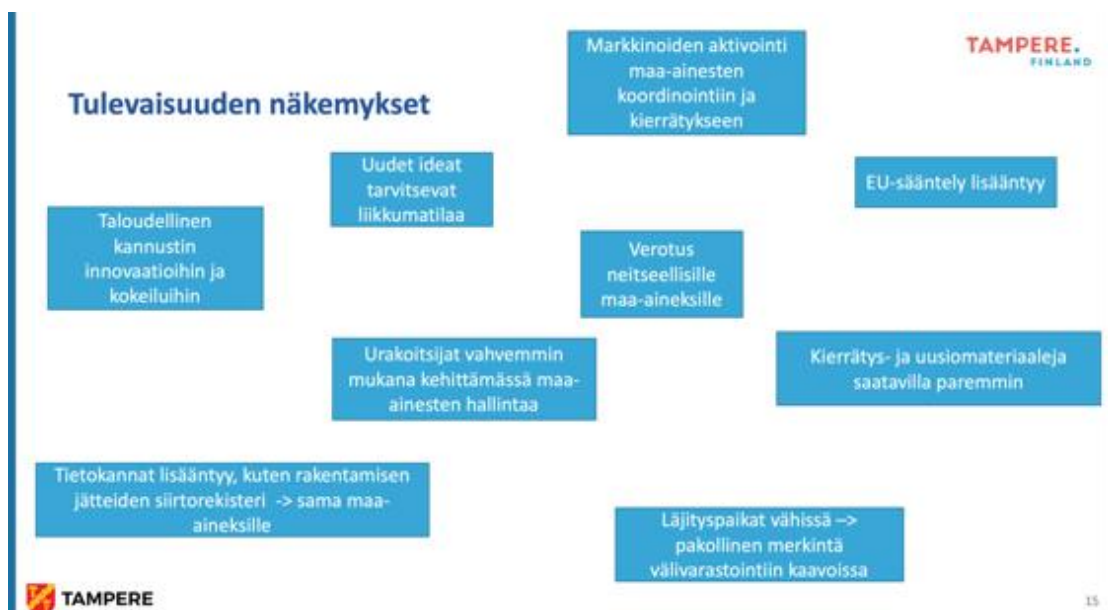 Tulevaisuuden näkemykset
Markkinoiden aktivointi
maa-ainesten
koordinointiin ja
kierrätykseen
TAMPERE.
FINLAND
Uudet ideat
tarvitsevat
liikkumatilaa
EU-sääntely lisääntyy
Taloudellinen
kannustin
innovaatioihin ja
kokeiluihin
Verotus
neitseellisille
maa-aineksille
Urakoitsijat vahvemmin
mukana kehittämässä maa-
ainesten hallintaa
Kierrätys- ja uusiomateriaaleja
saatavilla paremmin
Tietokannat lisääntyy, kuten rakentamisen
jätteiden siirtorekisteri -> sama maa-
aineksille
Läjityspaikat vähissä –>
pakollinen merkintä
välivarastointiin kaavoissa
TAMPERE
15